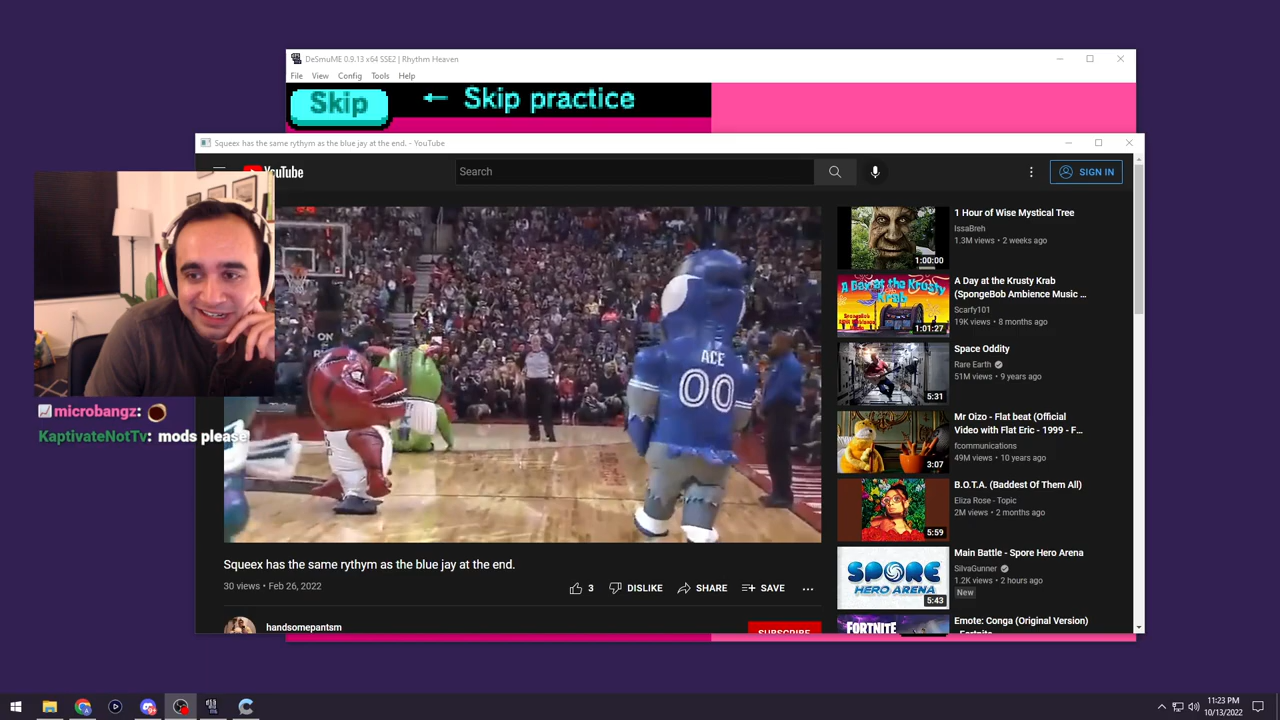 DeSmuME 0.9.13 x64 SSE2 | Rhythm Heaven
File View Config Tools Help
Skip ← Skip practice
Squeex has the same rythym as the blue jay at the end. - YouTube
YouTube
Search
SIGN IN
ON
ACE
00
microbangz:
KaptivateNotTv: mods please
Squeex has the same rythym as the blue jay at the end.
30 views • Feb 26, 2022
3 DISLIKE SHARE SAVE ...
handsomepantsm
SUBSCRIBE
1:00:00
1 Hour of Wise Mystical Tree
IssaBreh
1.3M views • 2 weeks ago
A Day at the Krusty Krab
1:01:27
A Day at the Krusty Krab
(SpongeBob Ambience Music ...
Scarfy101
19K views • 8 months ago
5:31
Space Oddity
Rare Earth
51M views • 9 years ago
3:07
Mr Oizo - Flat beat (Official
Video with Flat Eric - 1999 - F...
fcommunications
49M views • 10 years ago
5:59
B.O.T.A. (Baddest Of Them All)
Eliza Rose - Topic
2M views • 2 months ago
SPORE
HERO ARENA
5:43
Main Battle - Spore Hero Arena
SilvaGunner
1.2K views • 2 hours ago
New
FORTNITE
Emote: Conga (Original Version)
- Fortnite
11:23 PM
10/13/2022